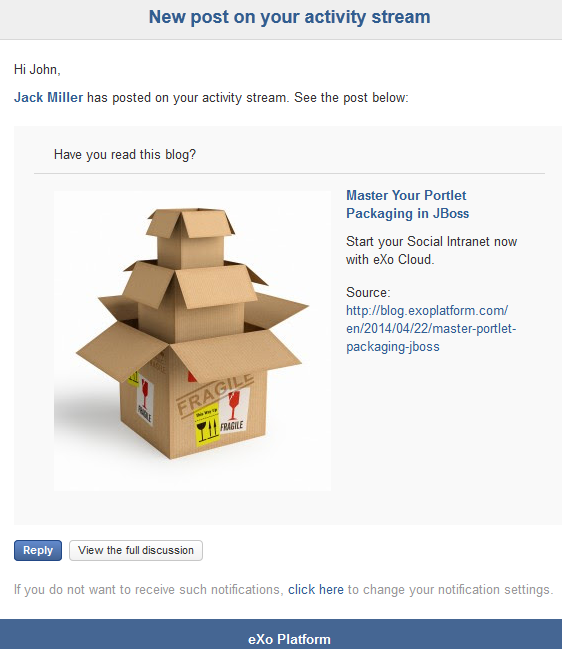 New post on your activity stream
Hi John,
Jack Miller has posted on your activity stream. See the post below:
Have you read this blog?
Master Your Portlet
Packaging in JBoss
Start your Social Intranet now
with eXo Cloud.
Source:
http://blog.exoplatform.com/
en/2014/04/22/master-portlet-
packaging-jboss
FRAGILE
This Way Up
FRAGILE
Reply
View the full discussion
If you do not want to receive such notifications, click here to change your notification settings.
eXo Platform